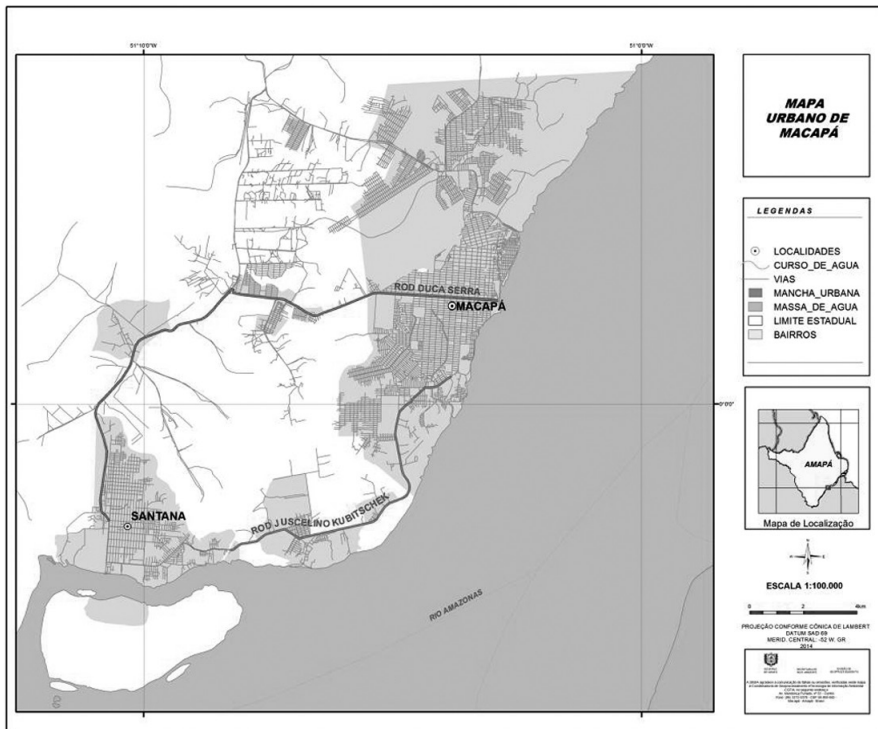 51°10'0"W
51°0'0"W
MAPA
URBANO DE
MACAPÁ
LEGENDAS
LOCALIDADES
CURSO_DE_AGUA
VIAS
MANCHA_URBANA
MASSA_DE_AGUA
LIMITE ESTADUAL
BAIRROS
ROD DUCA SERRA
MACAPÁ
0°0'0"
SANTANA
ROD JUSCELINO KUBITSCHEK
RIO AMAZONAS
AMAPÁ
Mapa de Localização
N
E
S
ESCALA 1:100.000
0 2 4km
PROJEÇÃO CONFORME CÔNICA DE LAMBERT
DATUM SAD 69
MERID. CENTRAL: -52 W. GR
2014